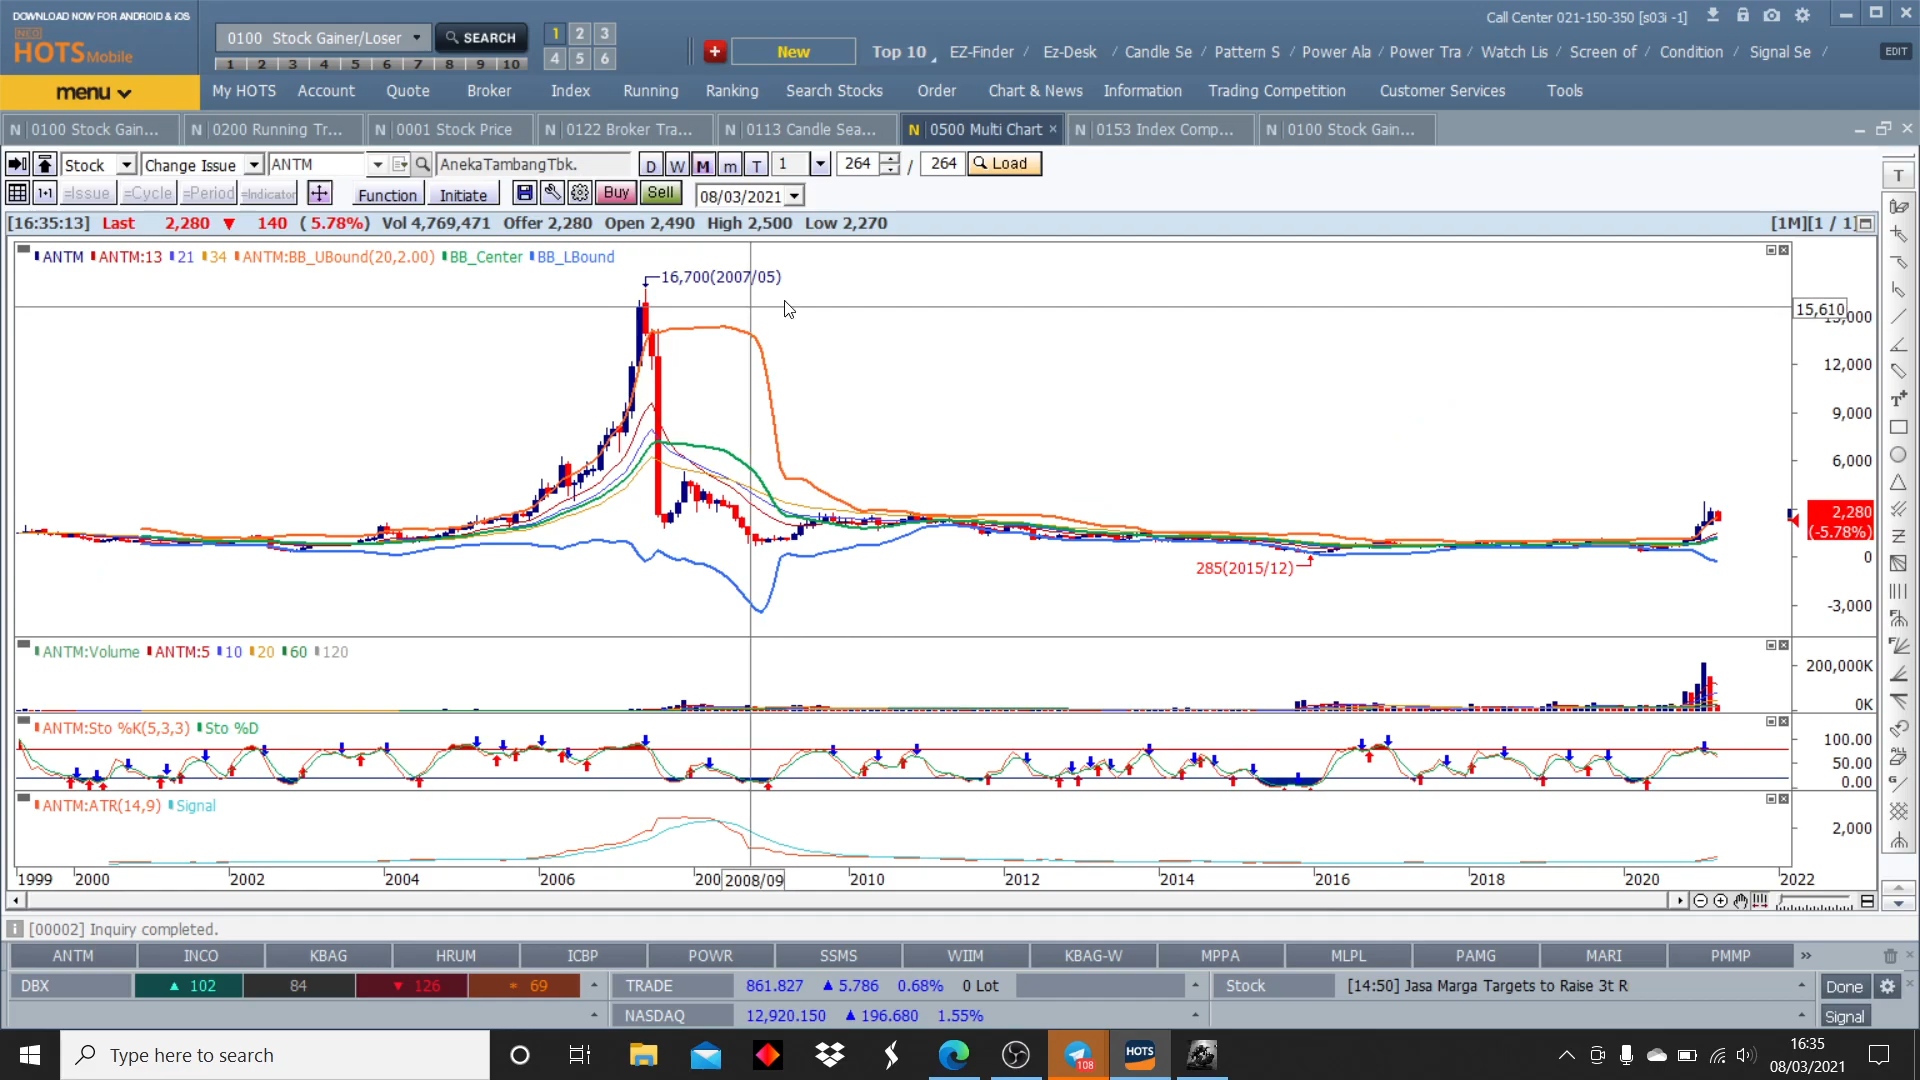 DOWNLOAD NOW FOR ANDROID & iOS
NEO
HOTS Mobile
0100 Stock Gainer/Loser
SEARCH
1 2 3 4 5 6 7 8 9 10
1 2 3
4 5 6
New
Top 10
EZ-Finder / Ez-Desk / Candle Se / Pattern S / Power Ala / Power Tra / Watch Lis / Screen of / Condition / Signal Se /
EDIT
Call Center 021-150-350 [s03i -1]
menu
My HOTS Account Quote Broker Index Running Ranking Search Stocks Order Chart & News Information Trading Competition Customer Services Tools
N 0100 Stock Gain...
N 0200 Running Tr...
N 0001 Stock Price
N 0122 Broker Tra...
N 0113 Candle Sea...
N 0500 Multi Chart
N 0153 Index Comp...
N 0100 Stock Gain...
Stock Change Issue ANTM AnekaTambangTbk. D W M m T 1 264 / 264 Load
=Issue =Cycle =Period =Indicator Function Initiate Buy Sell 08/03/2021
[16:35:13] Last 2,280 ▼ 140 ( 5.78%) Vol 4,769,471 Offer 2,280 Open 2,490 High 2,500 Low 2,270 [1M][1 / 1]
ANTM ANTM:13 21 34 ANTM:BB_UBound(20,2.00) BB_Center BB_LBound
16,700(2007/05)
15,610
12,000
9,000
6,000
2,280
(-5.78%)
0
285(2015/12)
-3,000
ANTM:Volume ANTM:5 10 20 60 120
200,000K
0K
ANTM:Sto %K(5,3,3) Sto %D
100.00
50.00
0.00
ANTM:ATR(14,9) Signal
2,000
1999 2000 2002 2004 2006 200 2008/09 2010 2012 2014 2016 2018 2020 2022
[00002] Inquiry completed.
ANTM INCO KBAG HRUM ICBP POWR SSMS WIIM KBAG-W MPPA MLPL PAMG MARI PMMP »
DBX ▲ 102 84 ▼ 126 69 TRADE 861.827 ▲ 5.786 0.68% 0 Lot Stock [14:50] Jasa Marga Targets to Raise 3t R Done
NASDAQ 12,920.150 ▲ 196.680 1.55% Signal
Type here to search
108
HOTS
16:35
08/03/2021